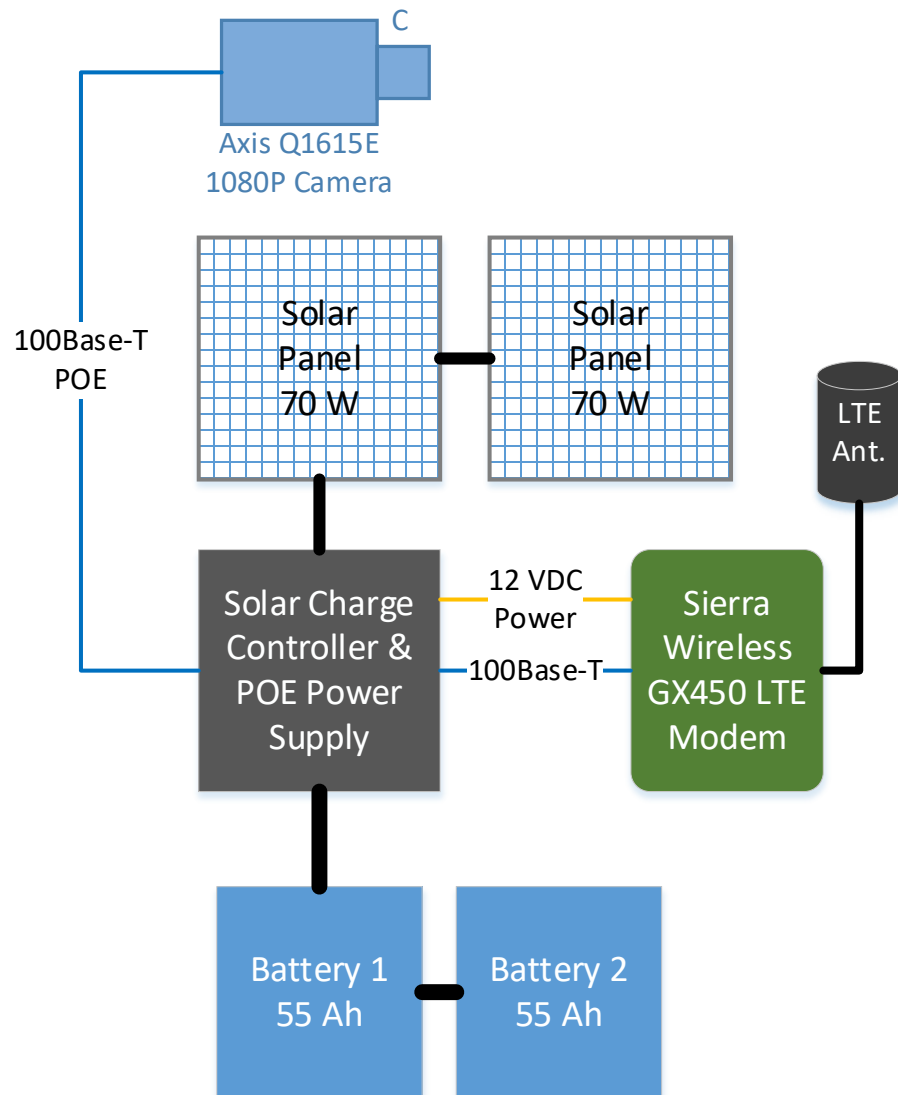 C
Axis Q1615E
1080P Camera
100Base-T
POE
Solar
Panel
70 W
Solar
Panel
70 W
LTE
Ant.
Solar Charge
Controller &
POE Power
Supply
12 VDC
Power
100Base-T
Sierra
Wireless
GX450 LTE
Modem
Battery 1
55 Ah
Battery 2
55 Ah